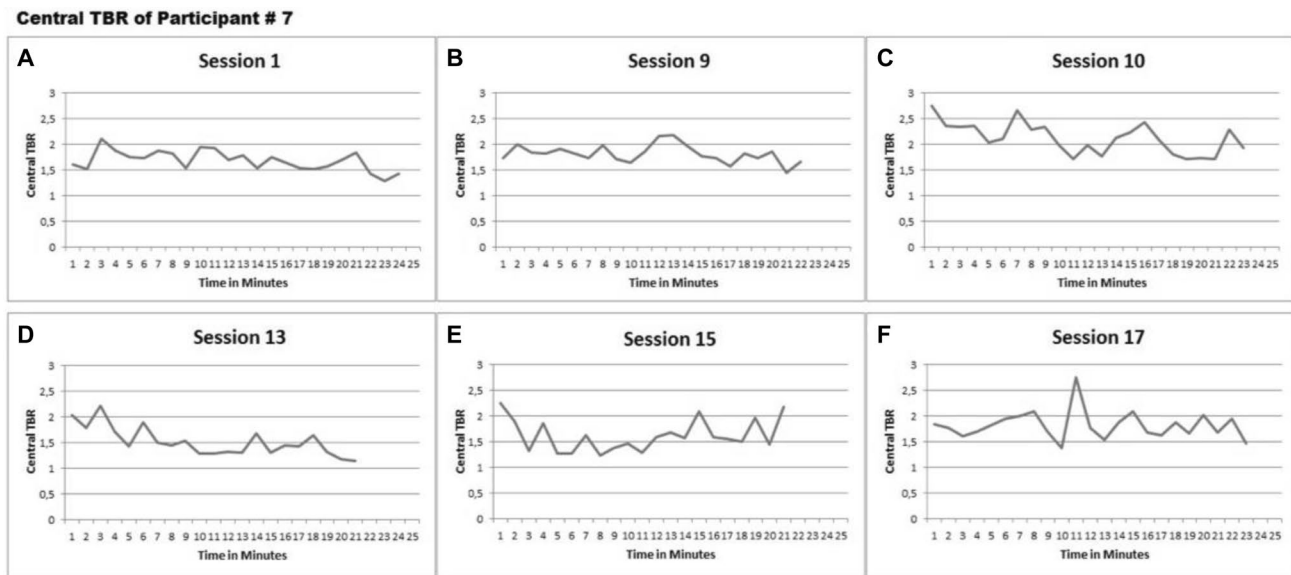 Central TBR of Participant # 7
A
Session 1
3
2,5
2
1,5
1
0,5
0
Central TBR
1 2 3 4 5 6 7 8 9 10 11 12 13 14 15 16 17 18 19 20 21 22 23 24 25
Time in Minutes
B
Session 9
3
2,5
2
1,5
1
0,5
0
Central TBR
1 2 3 4 5 6 7 8 9 10 11 12 13 14 15 16 17 18 19 20 21 22 23 24 25
Time in Minutes
C
Session 10
3
2,5
2
1,5
1
0,5
0
Central TBR
1 2 3 4 5 6 7 8 9 10 11 12 13 14 15 16 17 18 19 20 21 22 23 24 25
Time in Minutes
D
Session 13
3
2,5
2
1,5
1
0,5
0
Central TBR
1 2 3 4 5 6 7 8 9 10 11 12 13 14 15 16 17 18 19 20 21 22 23 24 25
Time in Minutes
E
Session 15
3
2,5
2
1,5
1
0,5
0
Central TBR
1 2 3 4 5 6 7 8 9 10 11 12 13 14 15 16 17 18 19 20 21 22 23 24 25
Time in Minutes
F
Session 17
3
2,5
2
1,5
1
0,5
0
Central TBR
1 2 3 4 5 6 7 8 9 10 11 12 13 14 15 16 17 18 19 20 21 22 23 24 25
Time in Minutes